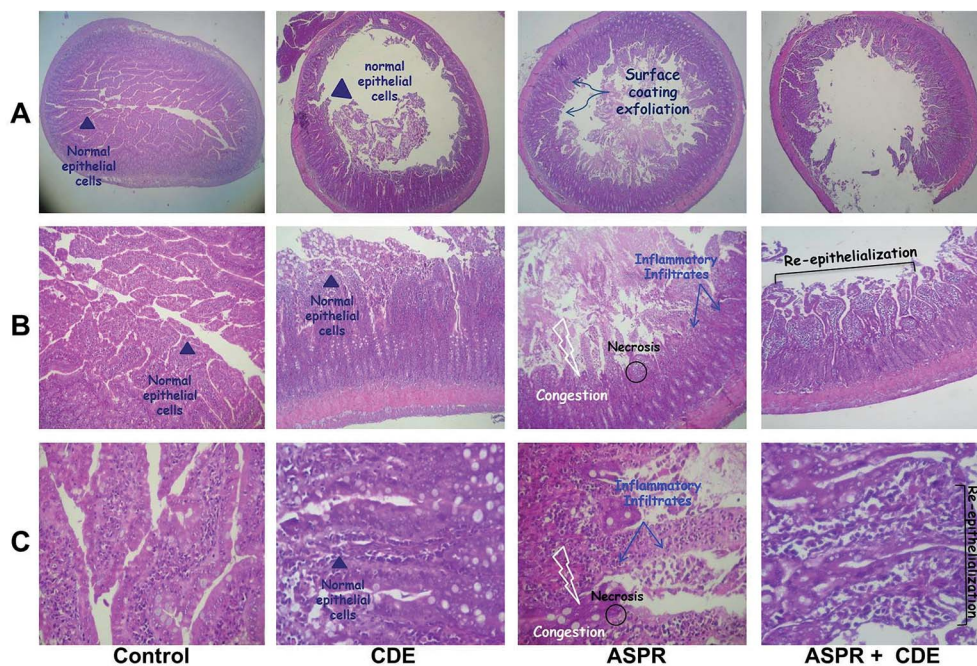 A
Normal
epithelial
cells
normal
epithelial
cells
Surface
coating
exfoliation
B
Normal
epithelial
cells
Normal
epithelial
cells
Inflammatory
Infiltrates
Necrosis
Congestion
Re-epithelialization
C
Normal
epithelial
cells
Inflammatory
Infiltrates
Necrosis
Congestion
Re-epithelialization
Control
CDE
ASPR
ASPR + CDE